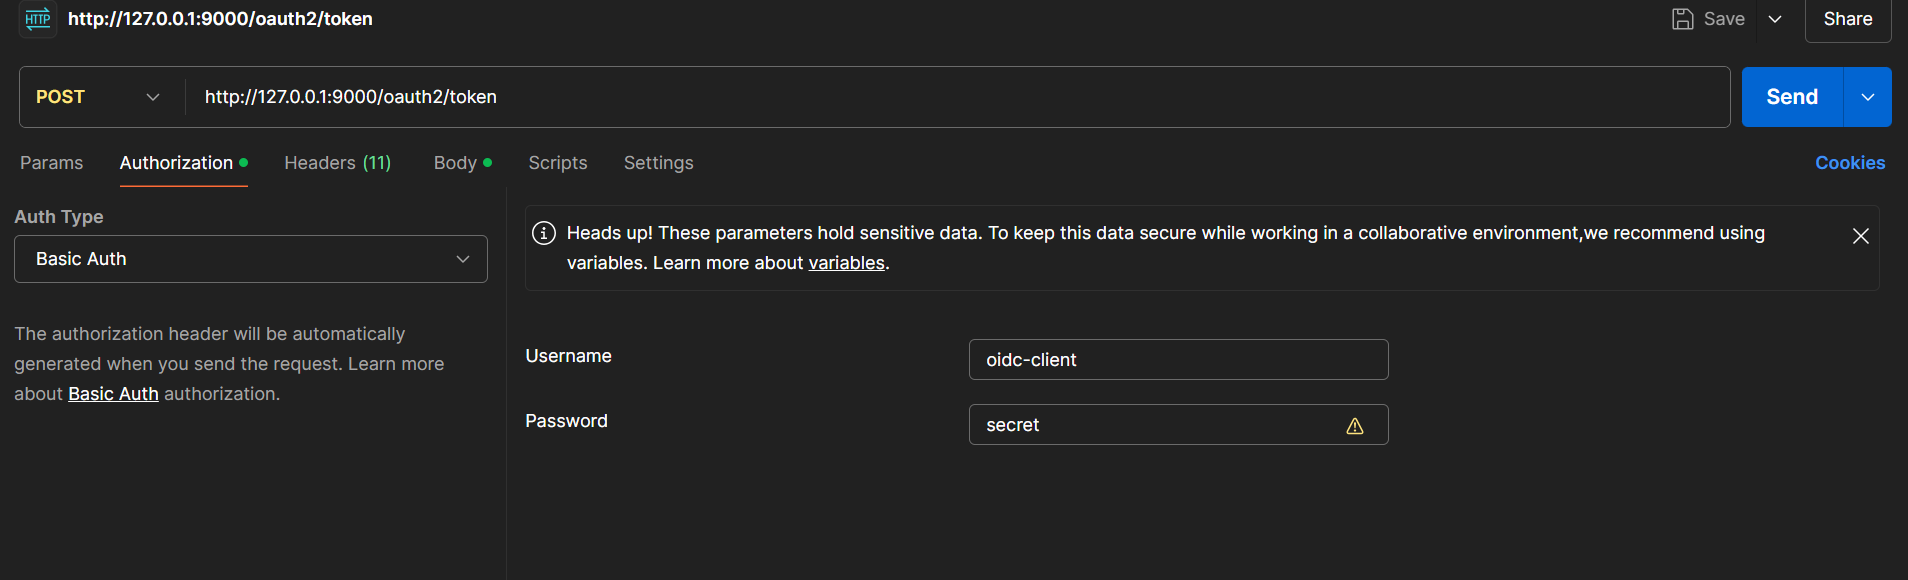 HTTP http://127.0.0.1:9000/oauth2/token Save Share
POST http://127.0.0.1:9000/oauth2/token Send
Params Authorization Headers (11) Body Scripts Settings Cookies
Auth Type
Basic Auth
The authorization header will be automatically
generated when you send the request. Learn more
about Basic Auth authorization.
Heads up! These parameters hold sensitive data. To keep this data secure while working in a collaborative environment,we recommend using
variables. Learn more about variables.
Username oidc-client
Password secret